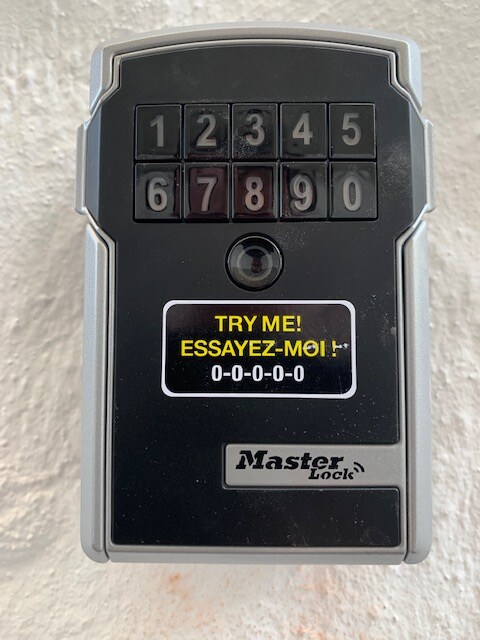 1 2 3 4 5
6 7 8 9 0
TRY ME!
ESSAYEZ-MOI !
0-0-0-0-0
Master
Lock